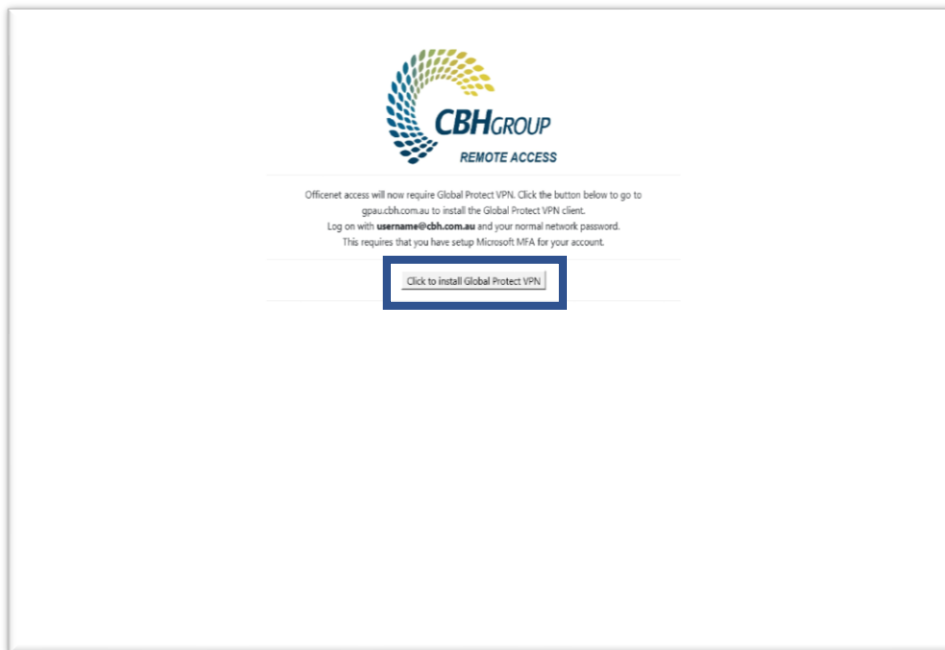 CBHGROUP
REMOTE ACCESS
Officenet access will now require Global Protect VPN. Click the button below to go to
gpau.cbh.com.au to install the Global Protect VPN client.
Log on with username@cbh.com.au and your normal network password.
This requires that you have setup Microsoft MFA for your account.
Click to install Global Protect VPN